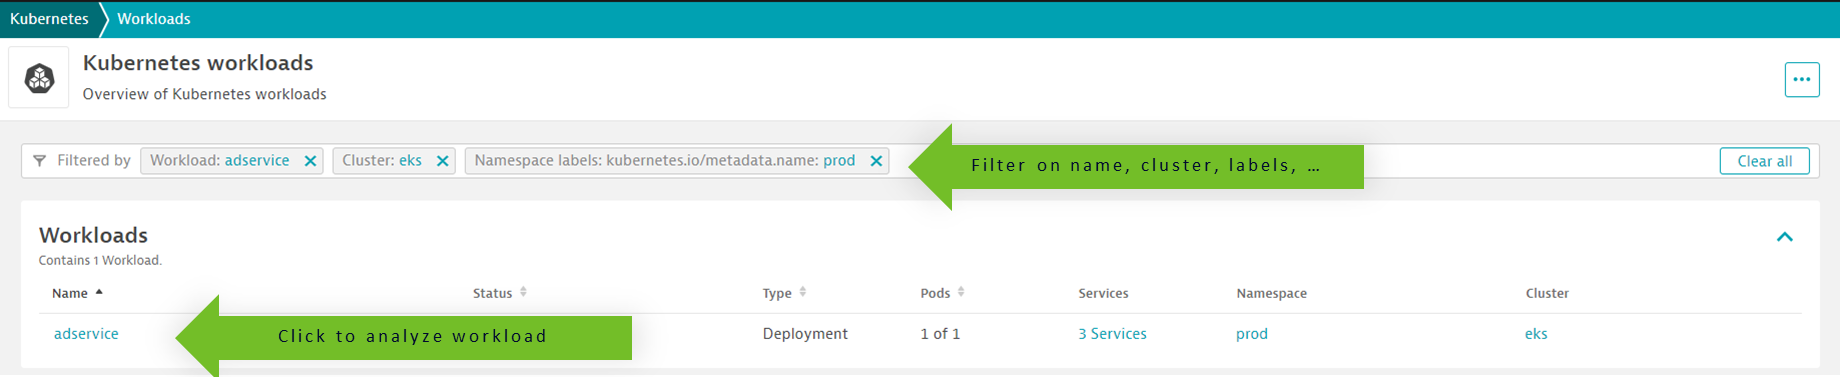 Kubernetes Workloads
Kubernetes workloads
Overview of Kubernetes workloads
Filtered by Workload: adservice Cluster: eks Namespace labels: kubernetes.io/metadata.name: prod Filter on name, cluster, labels, ... Clear all
Workloads
Contains 1 Workload.
Name Status Type Pods Services Namespace Cluster
adservice Click to analyze workload Deployment 1 of 1 3 Services prod eks